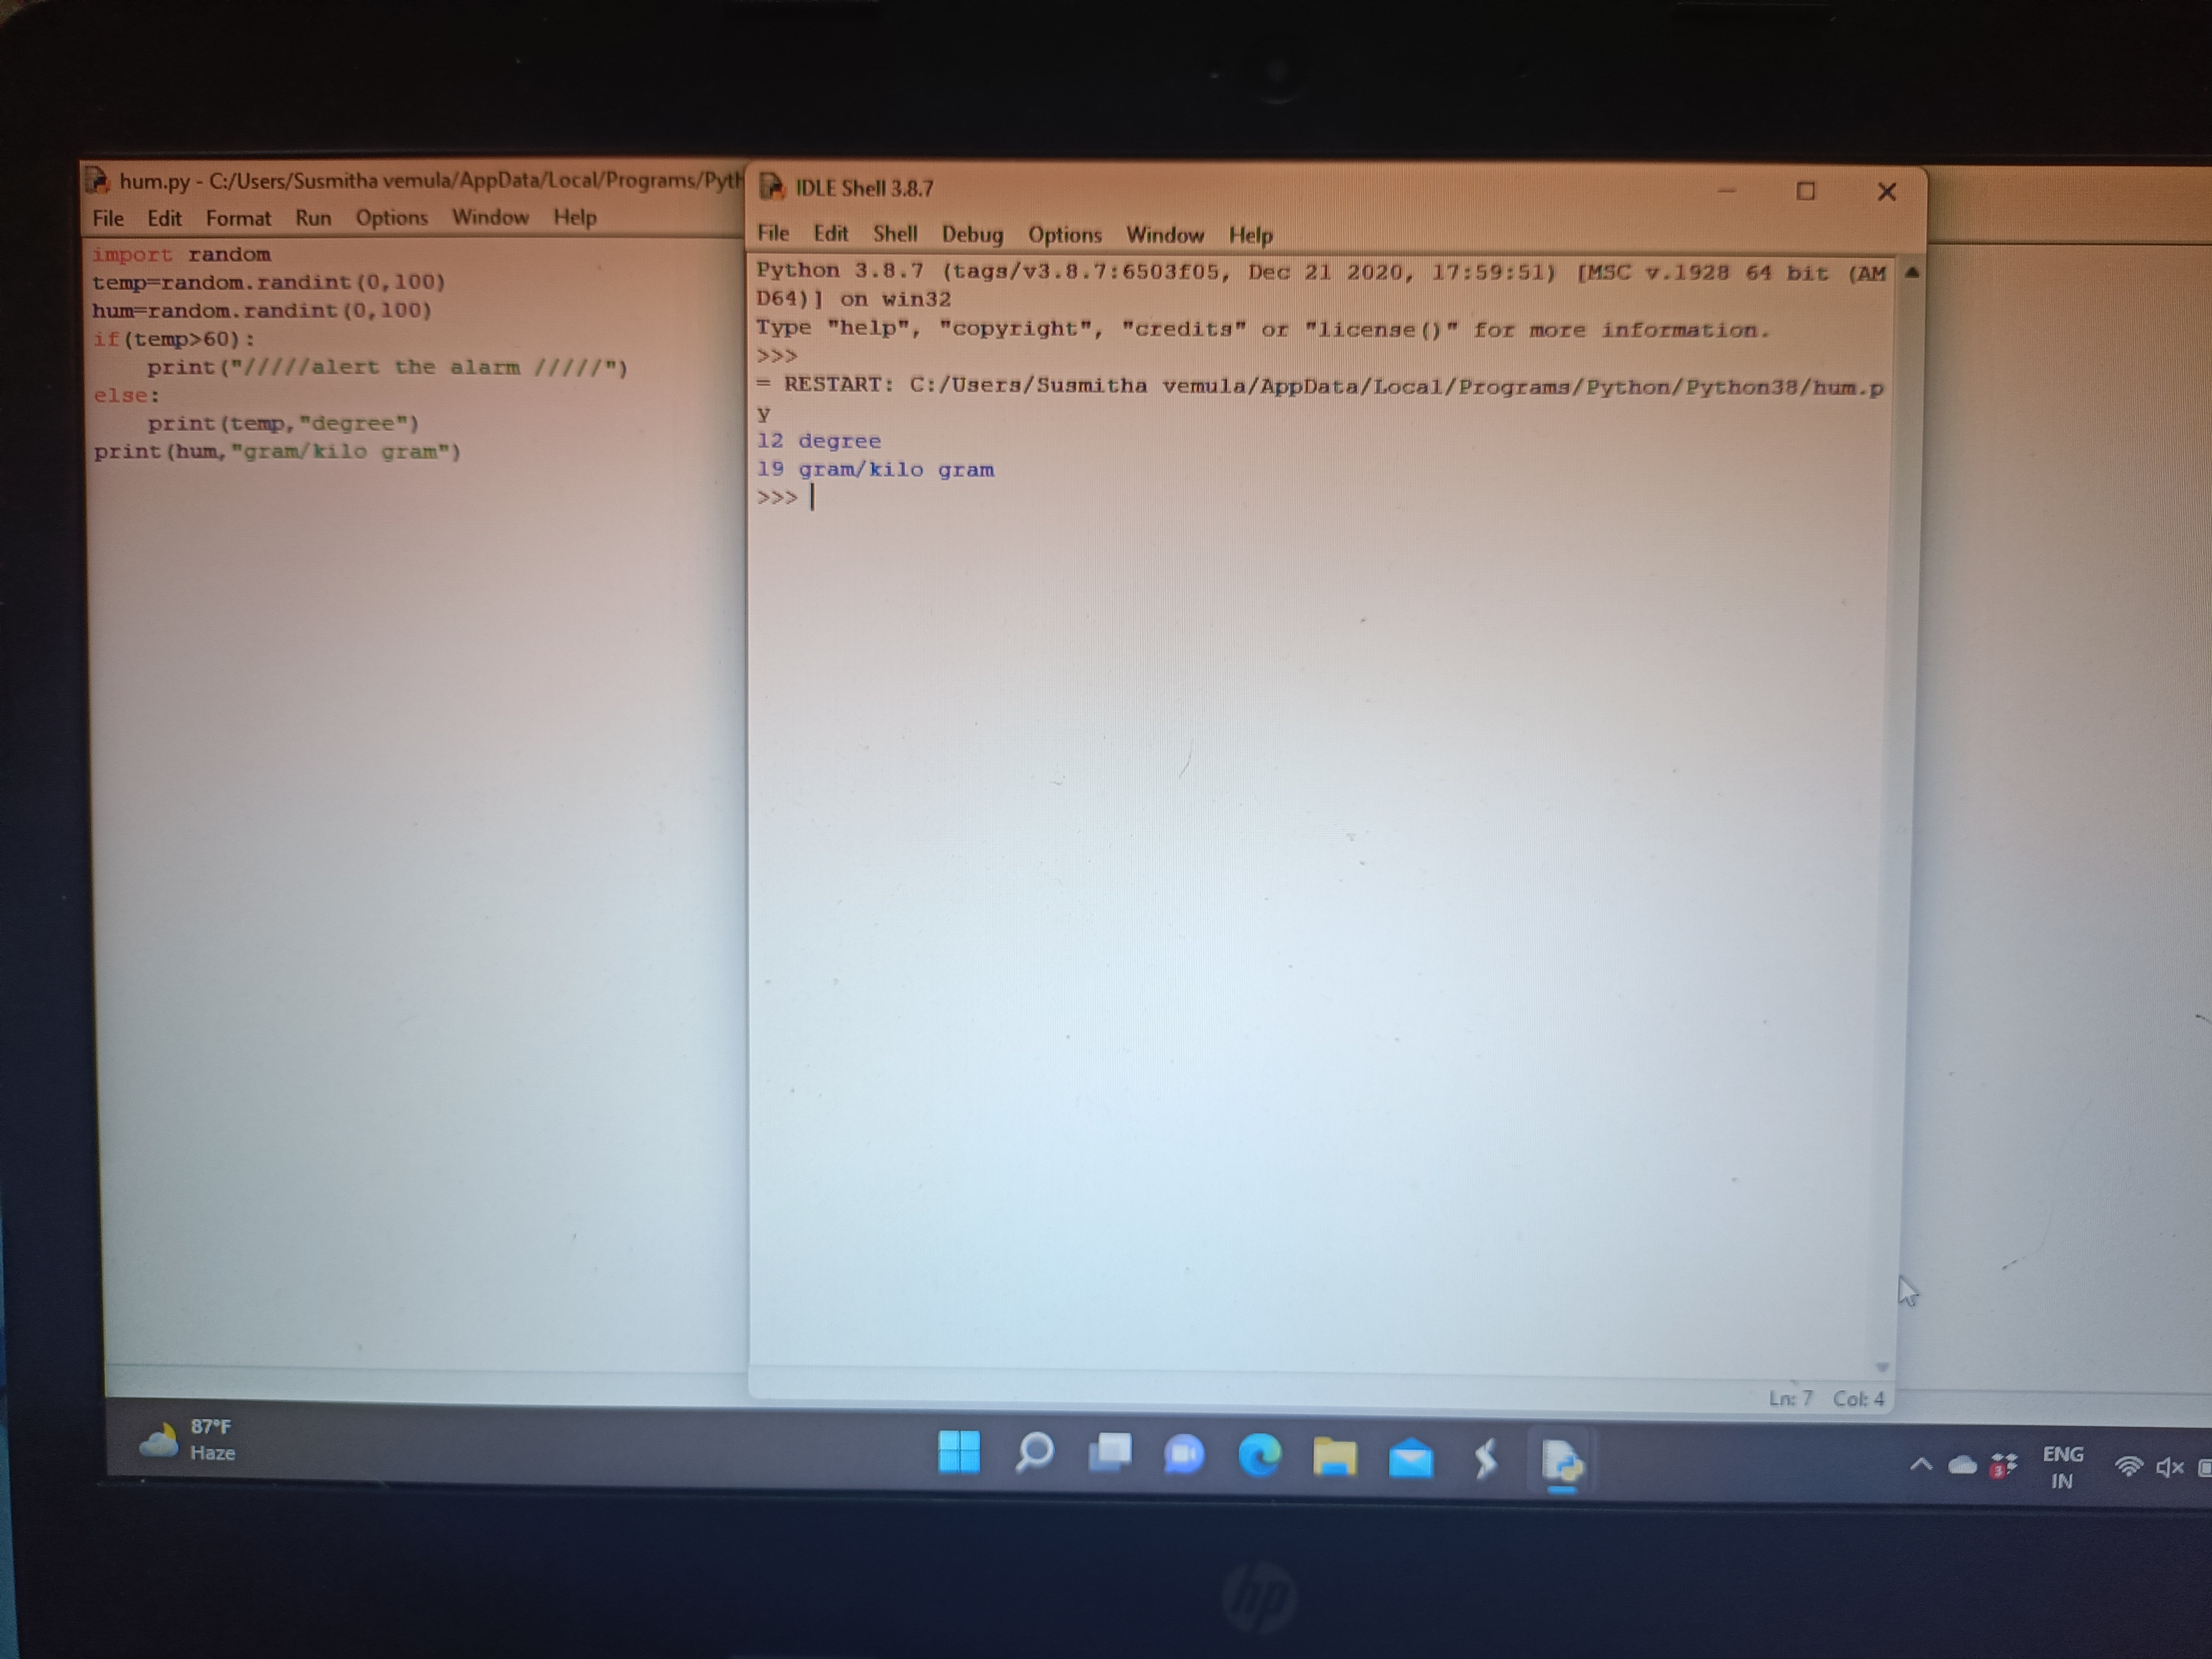 hum.py - C:/Users/Susmitha vemula/AppData/Local/Programs/Pyth
File Edit Format Run Options Window Help
import random
temp=random.randint(0,100)
hum=random.randint(0,100)
if(temp>60):
    print("/////alert the alarm /////")
else:
    print(temp,"degree")
print(hum,"gram/kilo gram")
IDLE Shell 3.8.7
File Edit Shell Debug Options Window Help
Python 3.8.7 (tags/v3.8.7:6503f05, Dec 21 2020, 17:59:51) [MSC v.1928 64 bit (AM
D64)] on win32
Type "help", "copyright", "credits" or "license()" for more information.
>>>
= RESTART: C:/Users/Susmitha vemula/AppData/Local/Programs/Python/Python38/hum.p
y
12 degree
19 gram/kilo gram
>>>
Ln: 7 Col: 4
87°F
Haze
3
ENG
IN
hp